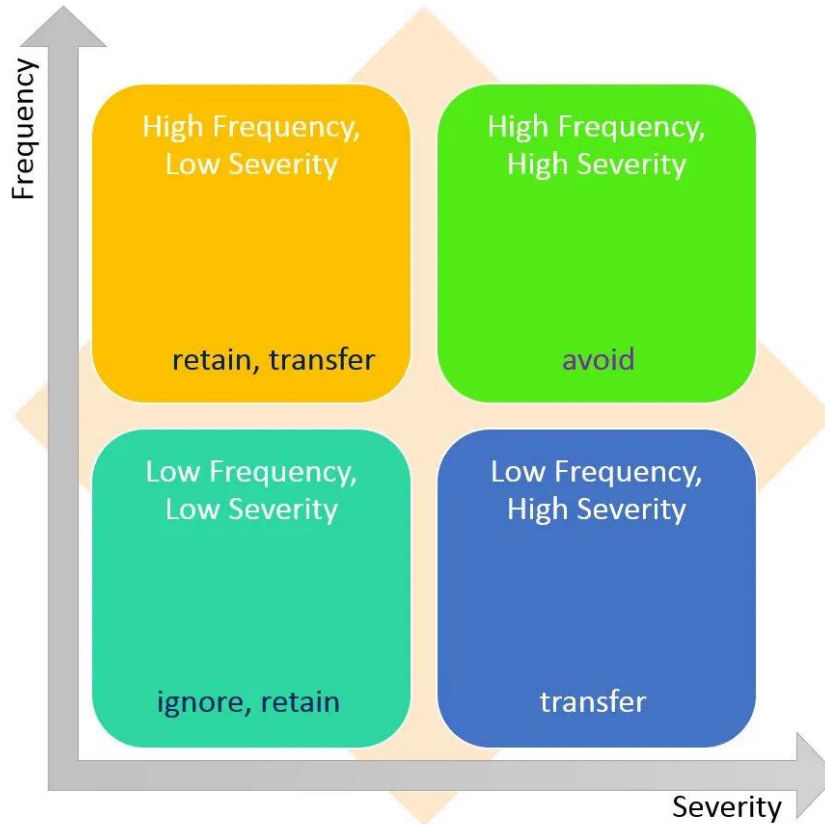 Frequency
High Frequency,
Low Severity
retain, transfer
High Frequency,
High Severity
avoid
Low Frequency,
Low Severity
ignore, retain
Low Frequency,
High Severity
transfer
Severity